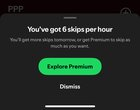 PPP
You've got 6 skips per hour
You'll get more skips tomorrow, or get Premium to skip as
much as you want.
Explore Premium
Dismiss